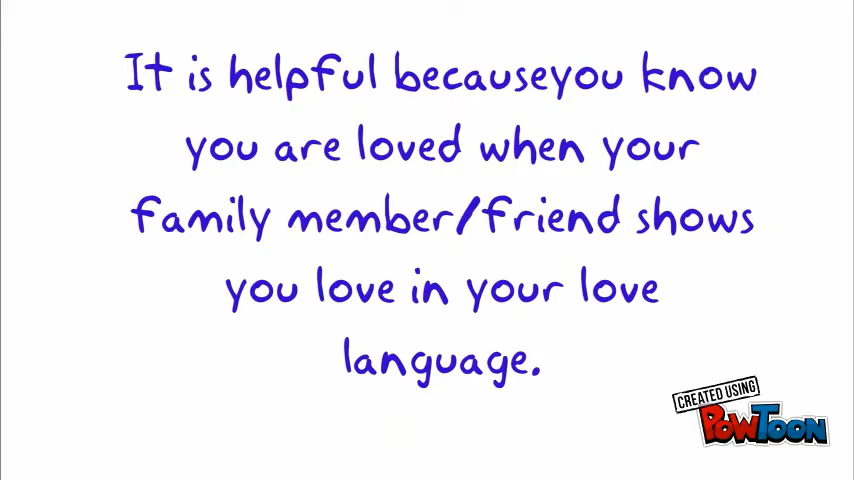 It is helpful becauseyou know
you are loved when your
family member/friend shows
you love in your love
language.
CREATED USING
POWTOON